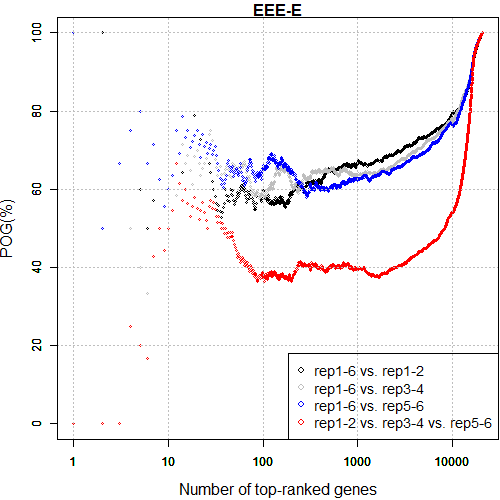 EEE-E
POG(%)
100
80
60
40
20
0
rep1-6 vs. rep1-2
rep1-6 vs. rep3-4
rep1-6 vs. rep5-6
rep1-2 vs. rep3-4 vs. rep5-6
1 10 100 1000 10000
Number of top-ranked genes